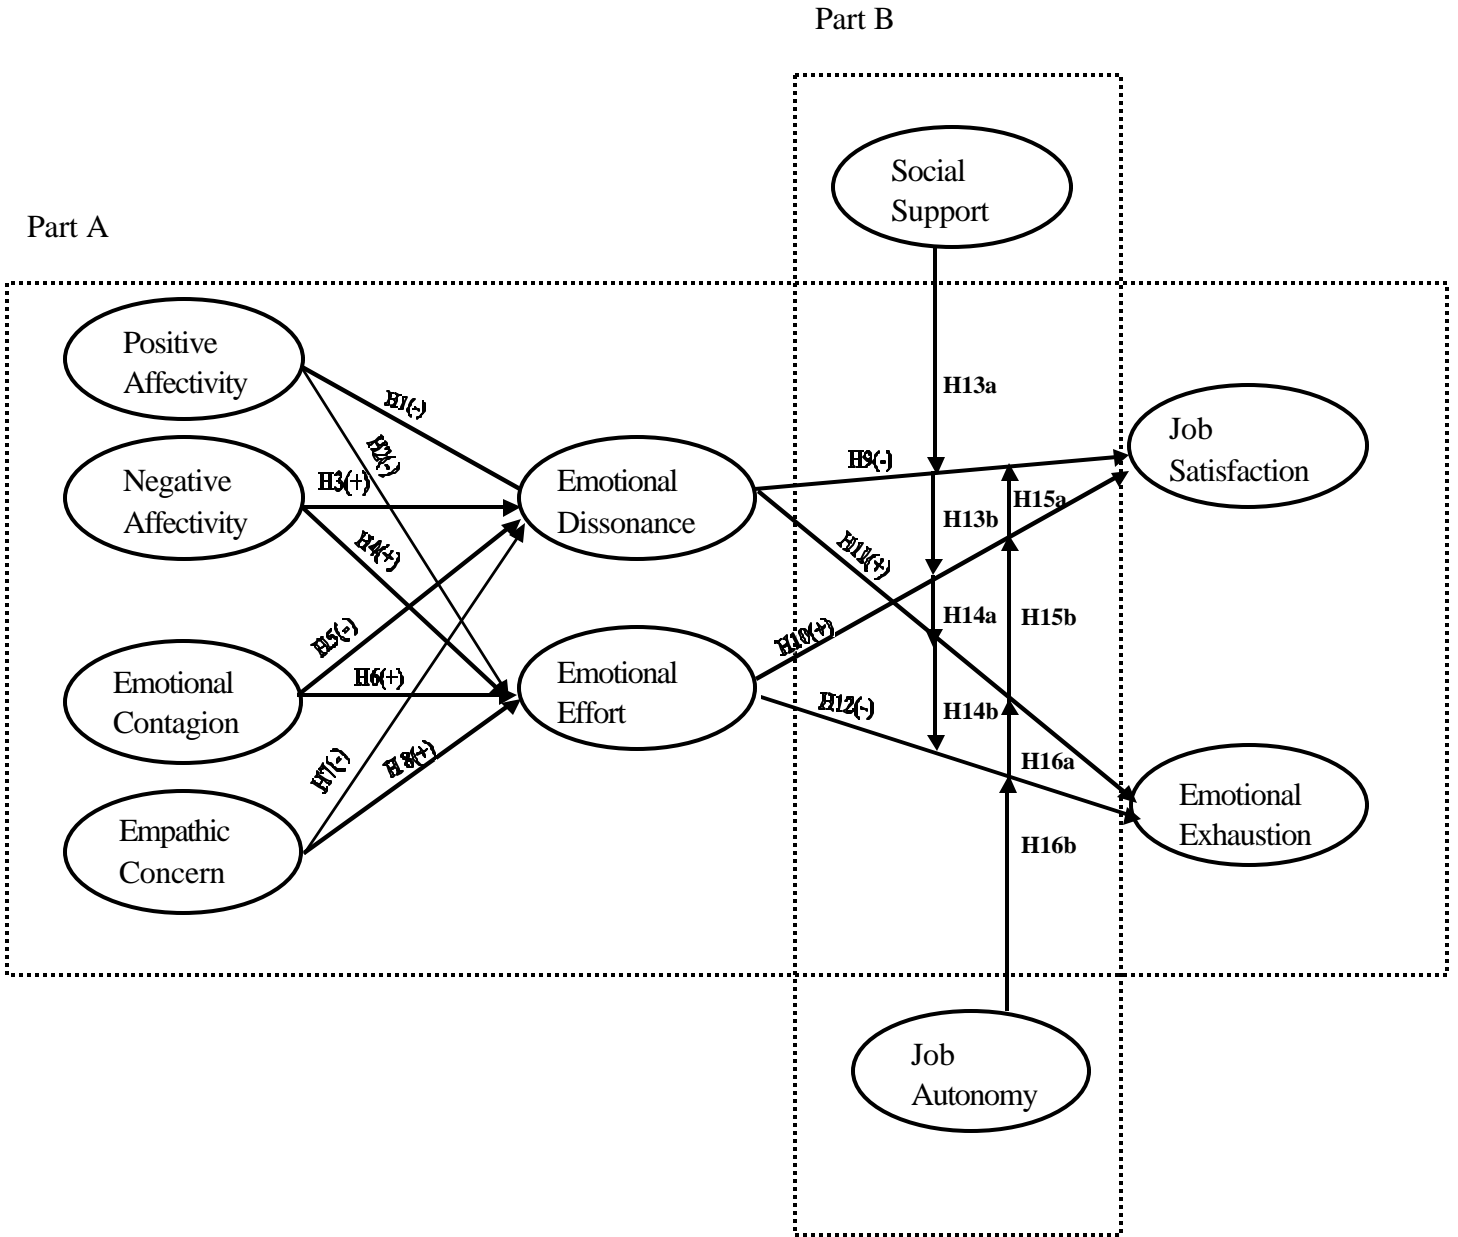 Part B
Social
Support
Part A
Positive
Affectivity
H1(-)
H13a
Job
Satisfaction
H2(-)
Negative
Affectivity
H3(+)
Emotional
Dissonance
H9(-)
H15a
H13b
H4(+)
H11(+)
H5(-)
H14a
H15b
H10(+)
Emotional
Contagion
H6(+)
Emotional
Effort
H12(-)
H14b
H7(-)
H8(+)
H16a
Emotional
Exhaustion
Empathic
Concern
H16b
Job
Autonomy